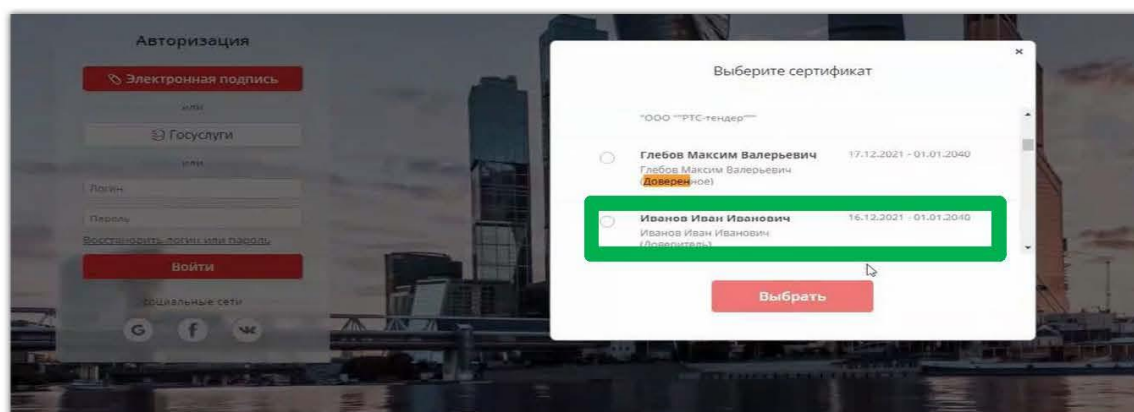 Авторизация
Электронная подпись
или
Госуслуги
или
Логин
Пароль
Восстановить логин или пароль
Войти
социальные сети
G f
×
Выберите сертификат
"ООО ""РТС-тендер"""
Глебов Максим Валерьевич 17.12.2021 - 01.01.2040
Глебов Максим Валерьевич
(Доверенное)
Иванов Иван Иванович 16.12.2021 - 01.01.2040
Иванов Иван Иванович
(Доверитель)
Выбрать